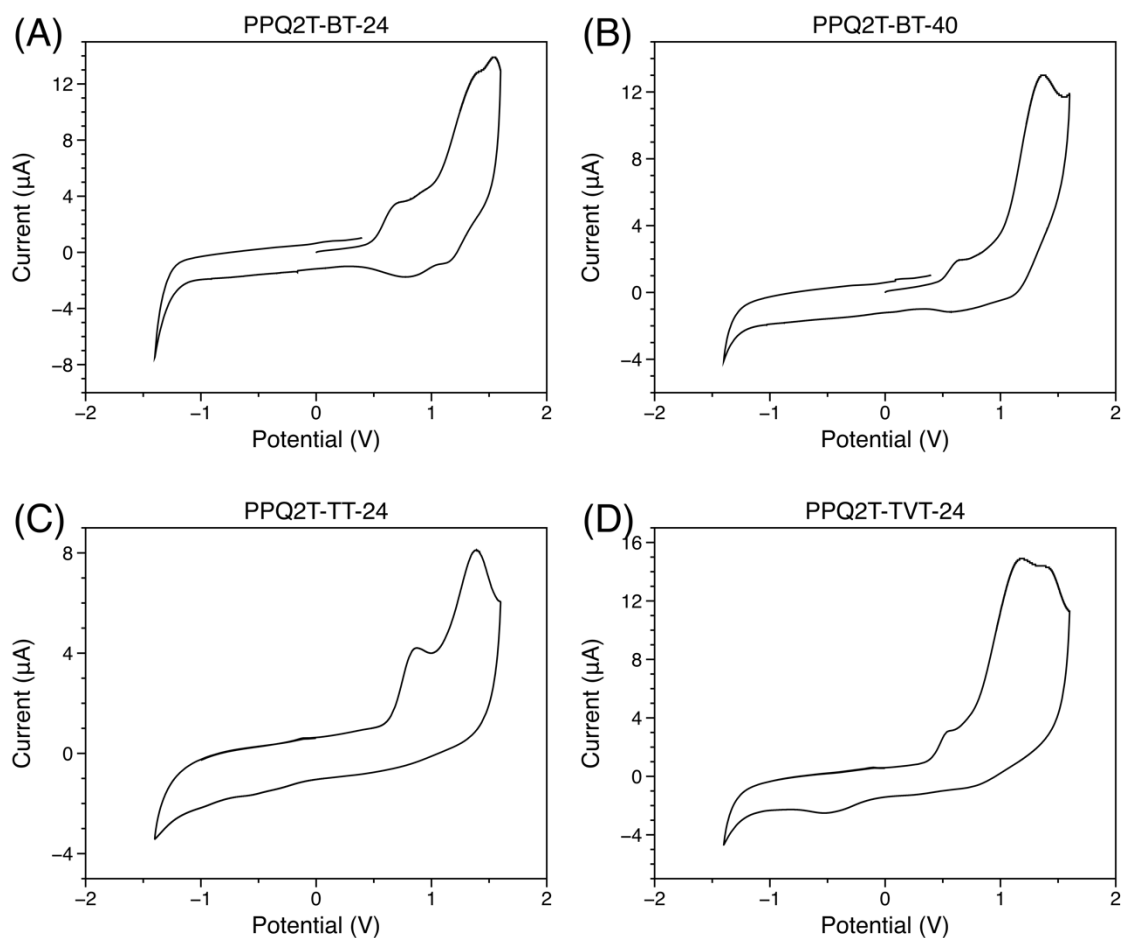 (A)
PPQ2T-BT-24
Current (µA)
12
8
4
0
−4
−8
−2
−1
0
1
2
Potential (V)
(B)
PPQ2T-BT-40
Current (µA)
12
8
4
0
−4
−2
−1
0
1
2
Potential (V)
(C)
PPQ2T-TT-24
Current (µA)
8
4
0
−4
−2
−1
0
1
2
Potential (V)
(D)
PPQ2T-TVT-24
Current (µA)
16
12
8
4
0
−4
−2
−1
0
1
2
Potential (V)